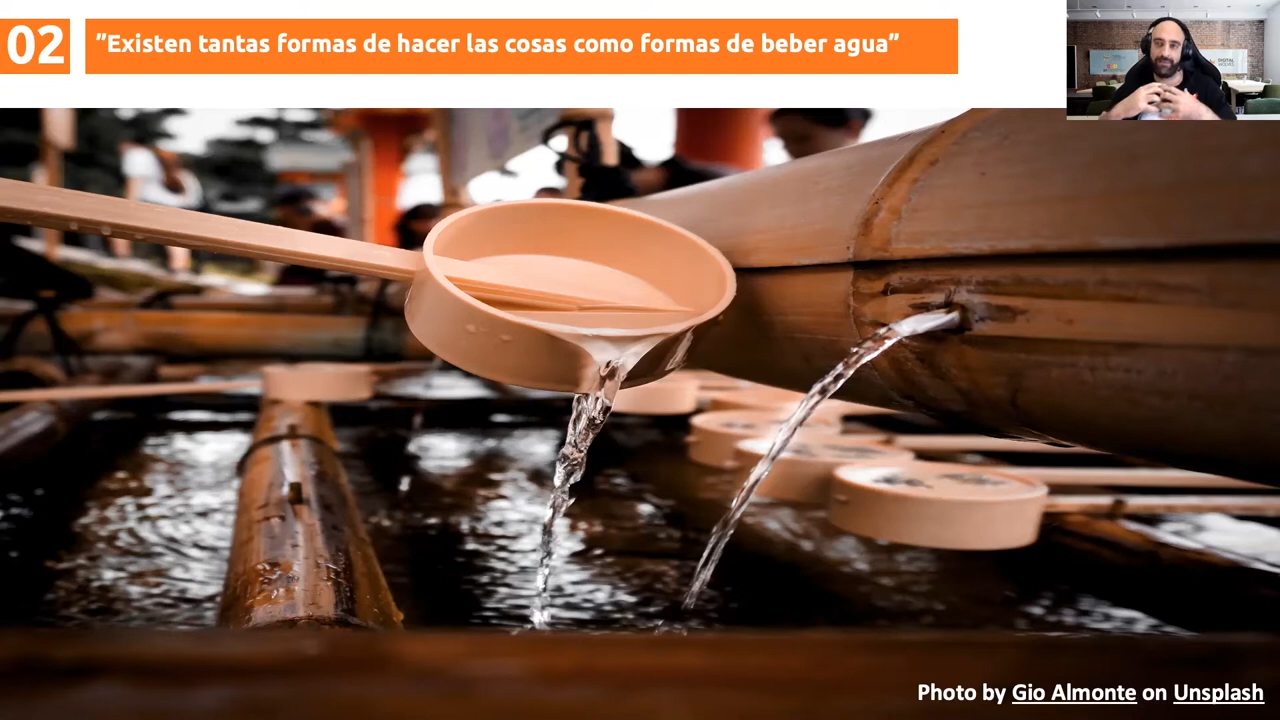 02
”Existen tantas formas de hacer las cosas como formas de beber agua”
DIGITAL
Photo by Gio Almonte on Unsplash